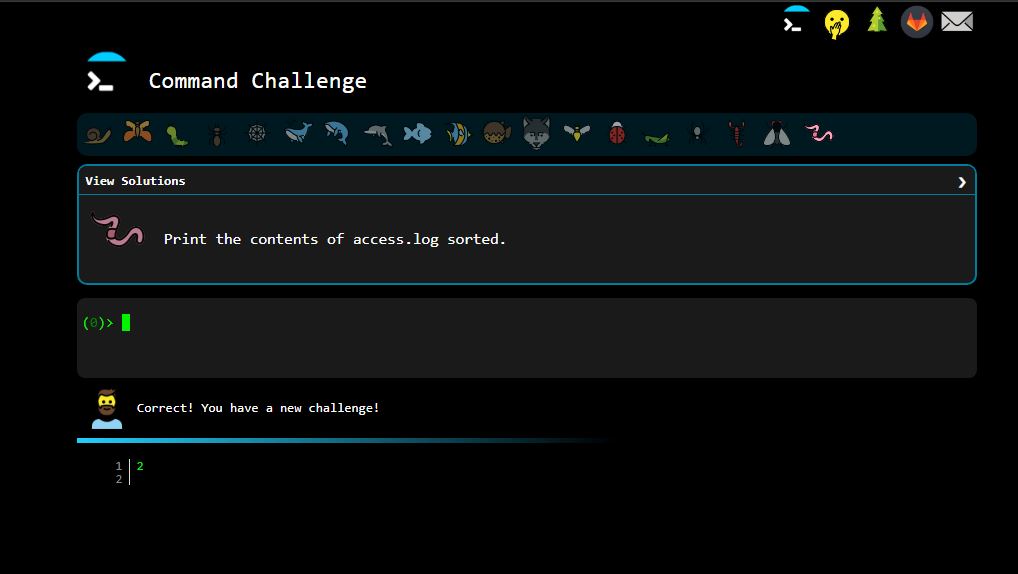 Command Challenge
View Solutions
Print the contents of access.log sorted.
(0)>
Correct! You have a new challenge!
1 2
2